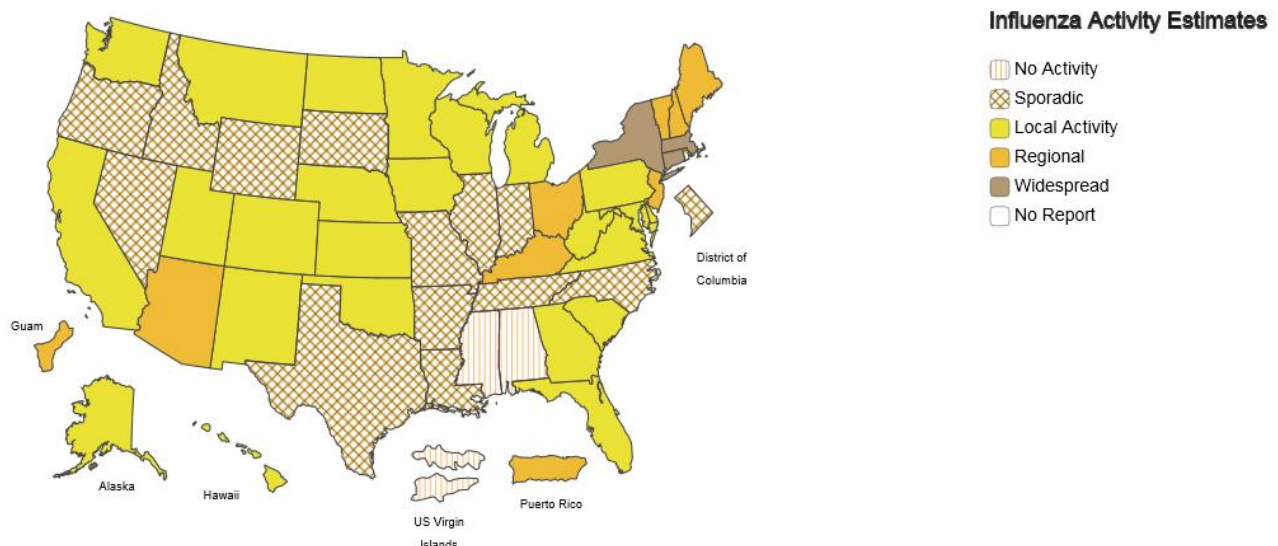 Influenza Activity Estimates
No Activity
Sporadic
Local Activity
Regional
Widespread
No Report
District of
Columbia
Guam
Alaska
Hawaii
US Virgin
Islands
Puerto Rico